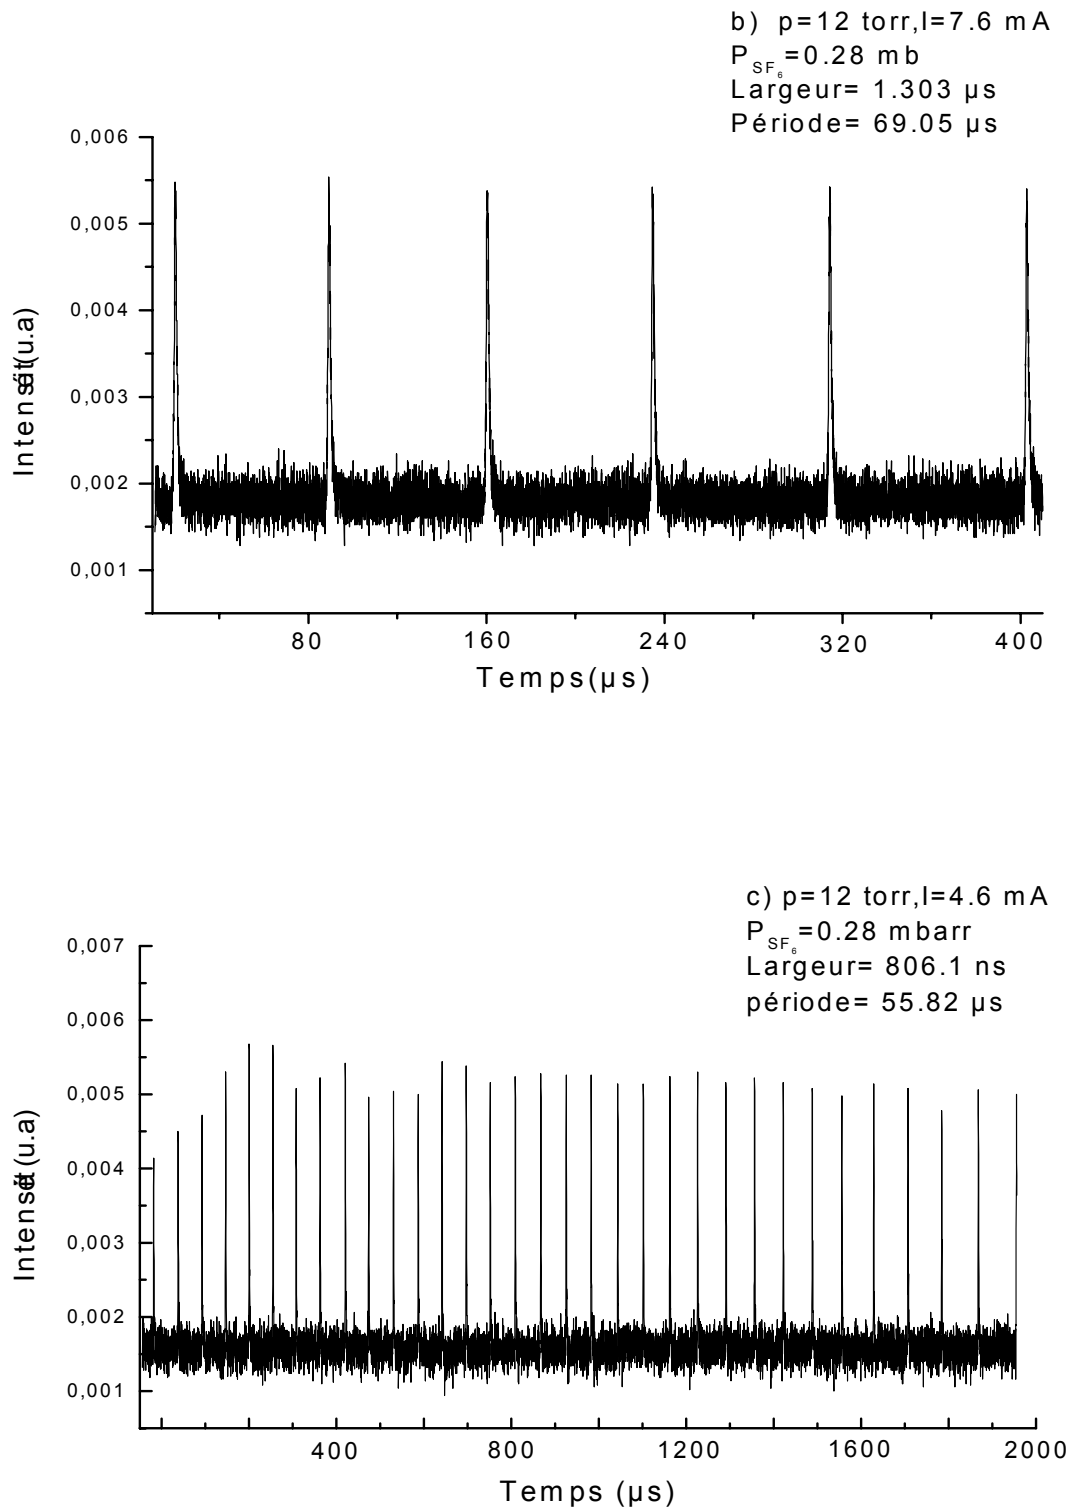 b) p=12 torr,I=7.6 mA
P_SF₆=0.28 mb
Largeur= 1.303 µs
Période= 69.05 µs
0,006
0,005
0,004
0,003
0,002
0,001
(u.a)
80 160 240 320 400
Temps(µs)
c) p=12 torr,I=4.6 mA
P_SF₆=0.28 mbarr
Largeur= 806.1 ns
période= 55.82 µs
0,007
0,006
0,005
0,004
0,003
0,002
0,001
(u.a)
400 800 1200 1600 2000
Temps (µs)